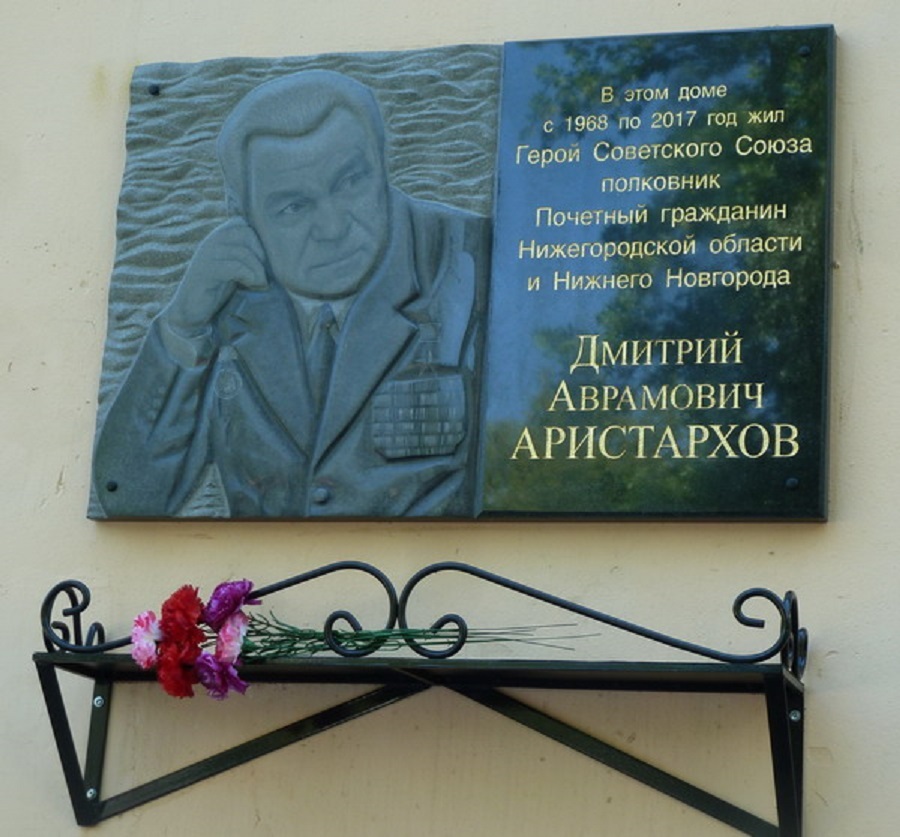 В этом доме
с 1968 по 2017 год жил
Герой Советского Союза
полковник
Почетный гражданин
Нижегородской области
и Нижнего Новгорода
ДМИТРИЙ
АВРАМОВИЧ
АРИСТАРХОВ